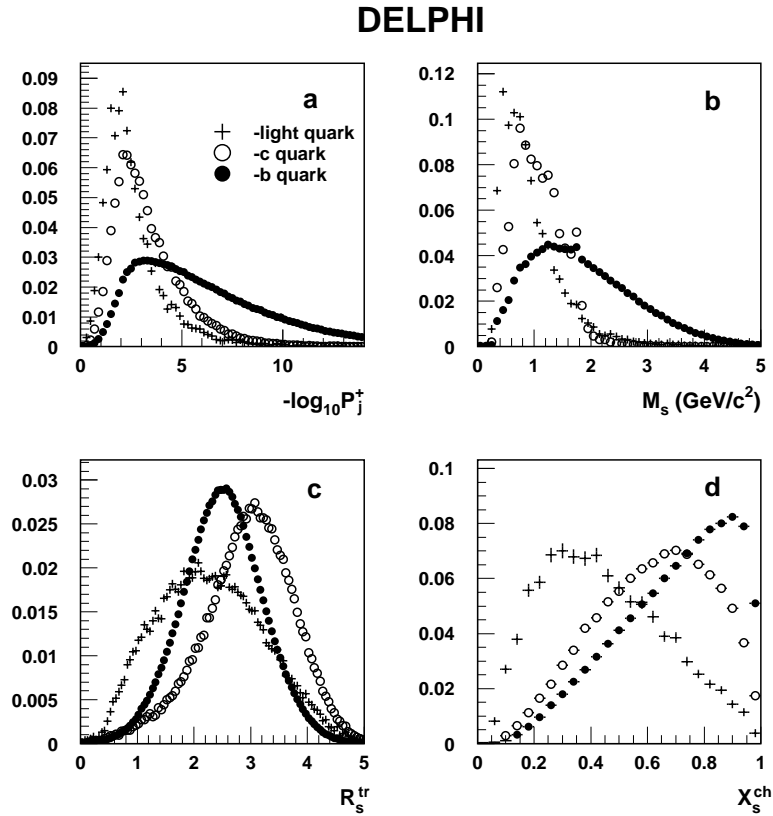 DELPHI
a
0.09
0.08
0.07
0.06
0.05
0.04
0.03
0.02
0.01
0
-light quark
-c quark
-b quark
0 5 10
-log₁₀P⁺ⱼ
b
0.12
0.1
0.08
0.06
0.04
0.02
0
0 1 2 3 4 5
Mₛ (GeV/c²)
c
0.03
0.025
0.02
0.015
0.01
0.005
0
0 1 2 3 4 5
Rₛᵗʳ
d
0.1
0.08
0.06
0.04
0.02
0
0 0.2 0.4 0.6 0.8 1
Xₛᶜʰ